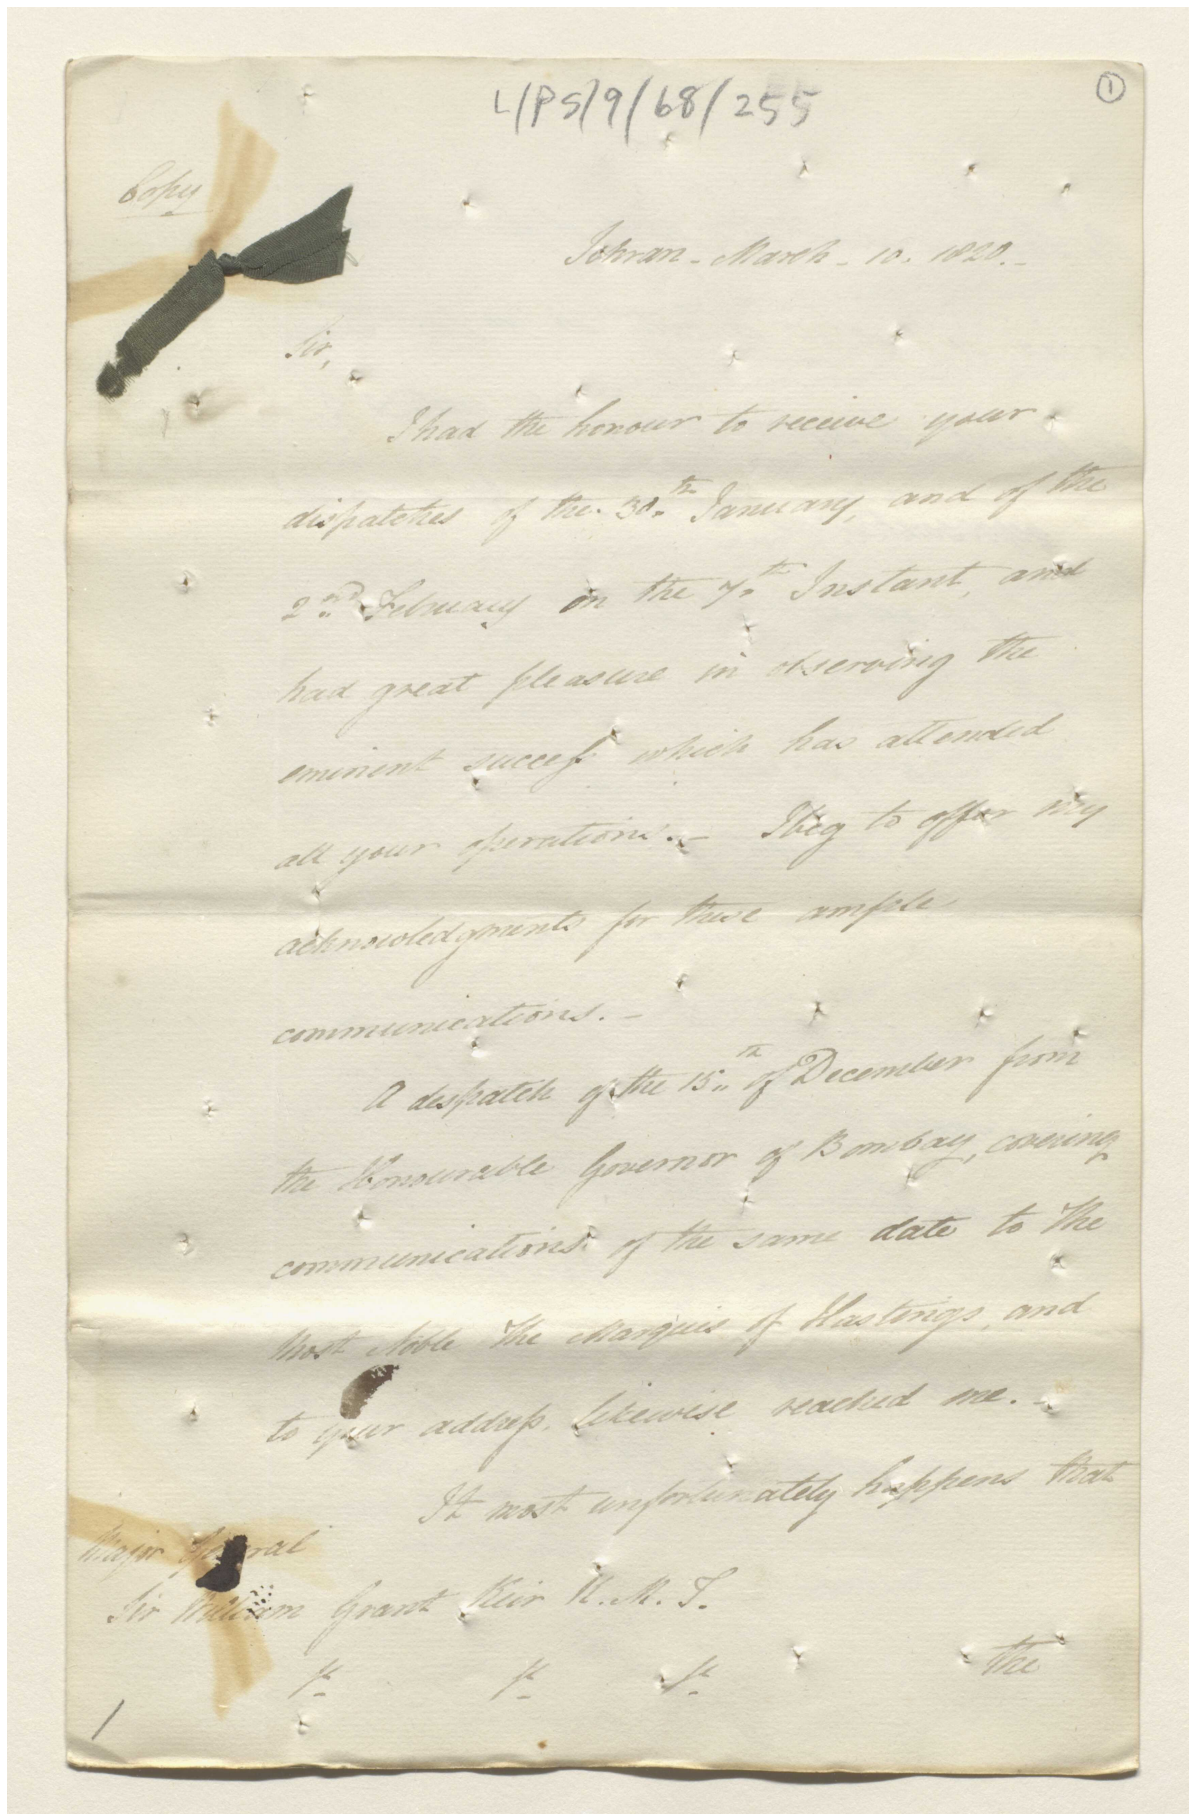 L/PS/9/68/255
1
Copy
Tehran - March - 10. 1820. -
Sir,
I had the honour to receive your
dispatches of the 30th January, and of the
2nd February on the 7th Instant, and
had great pleasure in observing the
eminent success which has attended
all your operations. - I beg to offer my
acknowledgments for these ample
communications. -
A despatch of the 15th of December from
the Honourable Governor of Bombay, covering
communications of the same date to the
Most Noble The Marquis of Hastings, and
to your address. likewise reached me. -
It most unfortunately happens that
Major General
Sir William Grant Keir K. M. T.
&c &c &c
the
1